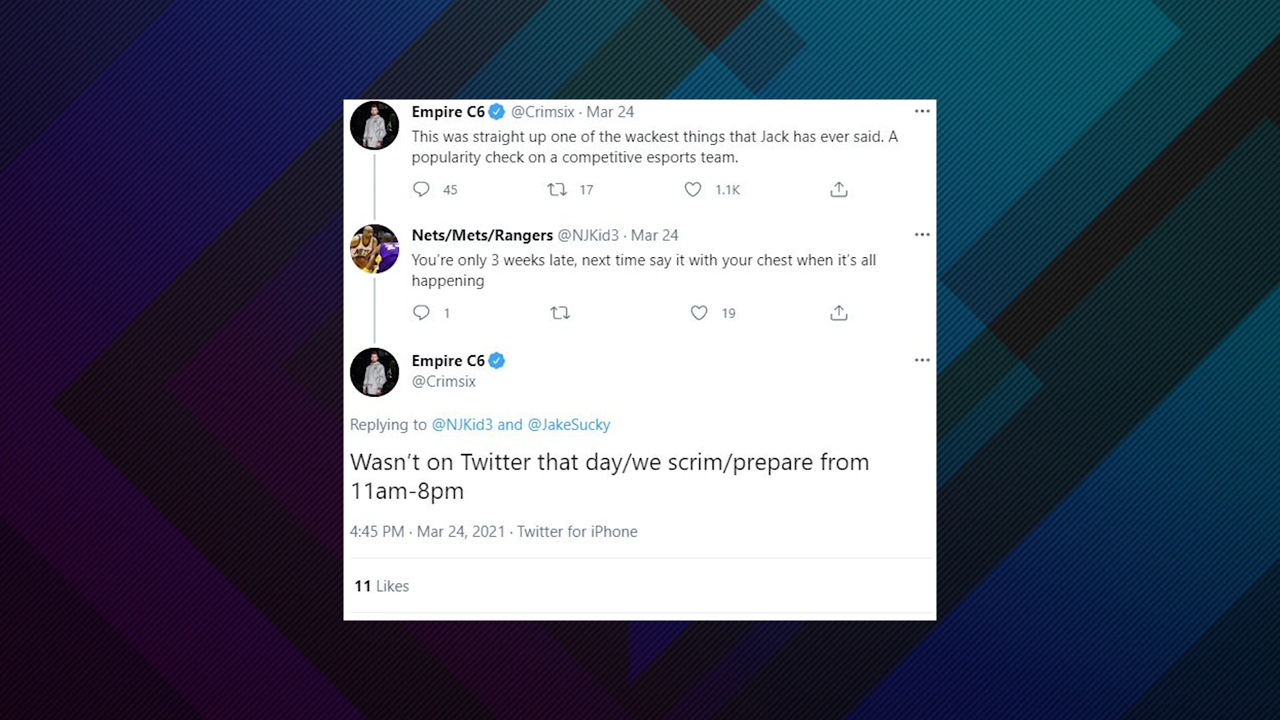 Empire C6 @Crimsix · Mar 24
This was straight up one of the wackest things that Jack has ever said. A
popularity check on a competitive esports team.
45 17 1.1K
Nets/Mets/Rangers @NJKid3 · Mar 24
You're only 3 weeks late, next time say it with your chest when it's all
happening
1 19
Empire C6
@Crimsix
Replying to @NJKid3 and @JakeSucky
Wasn't on Twitter that day/we scrim/prepare from
11am-8pm
4:45 PM · Mar 24, 2021 · Twitter for iPhone
11 Likes